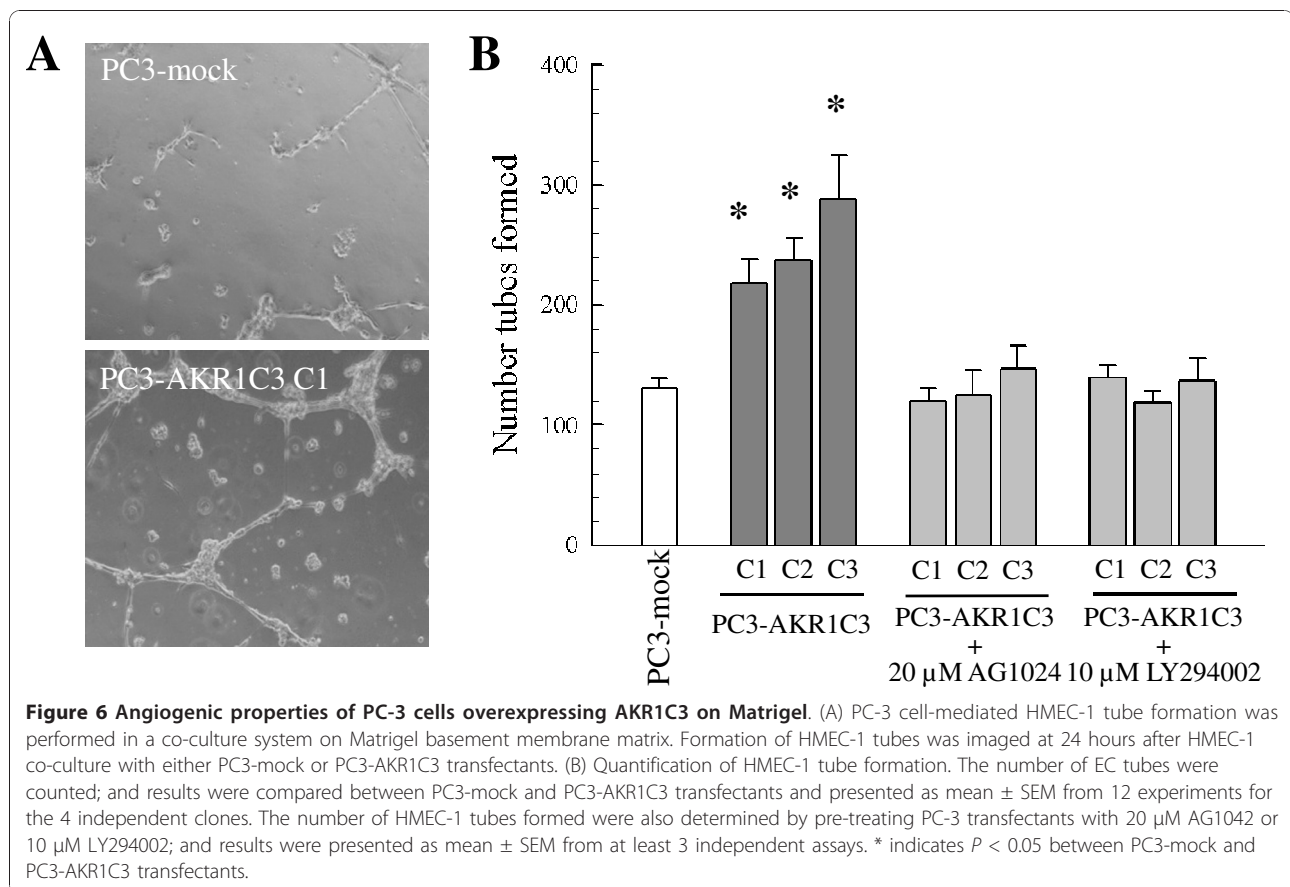 A
PC3-mock
PC3-AKR1C3 C1
B
Number tubes formed
400
300
200
100
0
*
*
*
PC3-mock
C1 C2 C3
PC3-AKR1C3
C1 C2 C3
PC3-AKR1C3
+
20 µM AG1024
C1 C2 C3
PC3-AKR1C3
+
10 µM LY294002
Figure 6 Angiogenic properties of PC-3 cells overexpressing AKR1C3 on Matrigel. (A) PC-3 cell-mediated HMEC-1 tube formation was
performed in a co-culture system on Matrigel basement membrane matrix. Formation of HMEC-1 tubes was imaged at 24 hours after HMEC-1
co-culture with either PC3-mock or PC3-AKR1C3 transfectants. (B) Quantification of HMEC-1 tube formation. The number of EC tubes were
counted; and results were compared between PC3-mock and PC3-AKR1C3 transfectants and presented as mean ± SEM from 12 experiments for
the 4 independent clones. The number of HMEC-1 tubes formed were also determined by pre-treating PC-3 transfectants with 20 µM AG1042 or
10 µM LY294002; and results were presented as mean ± SEM from at least 3 independent assays. * indicates P < 0.05 between PC3-mock and
PC3-AKR1C3 transfectants.